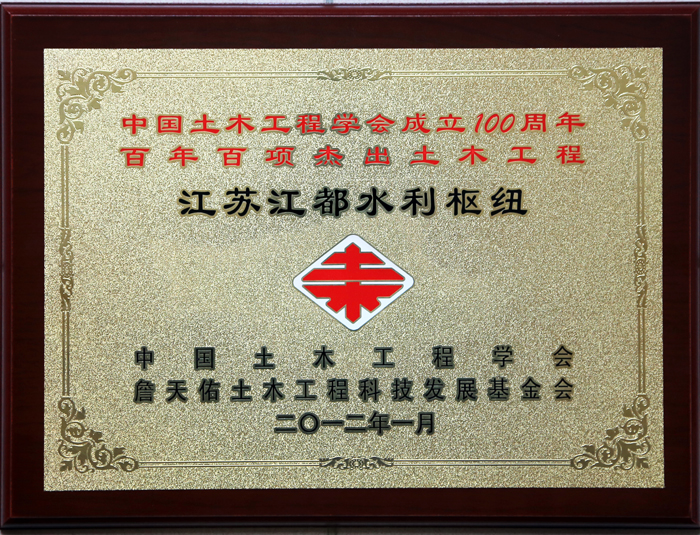 中国土木工程学会成立100周年
百年百项杰出土木工程
江苏江都水利枢纽
中国土木工程学会
詹天佑土木工程科技发展基金会
二〇一二年一月